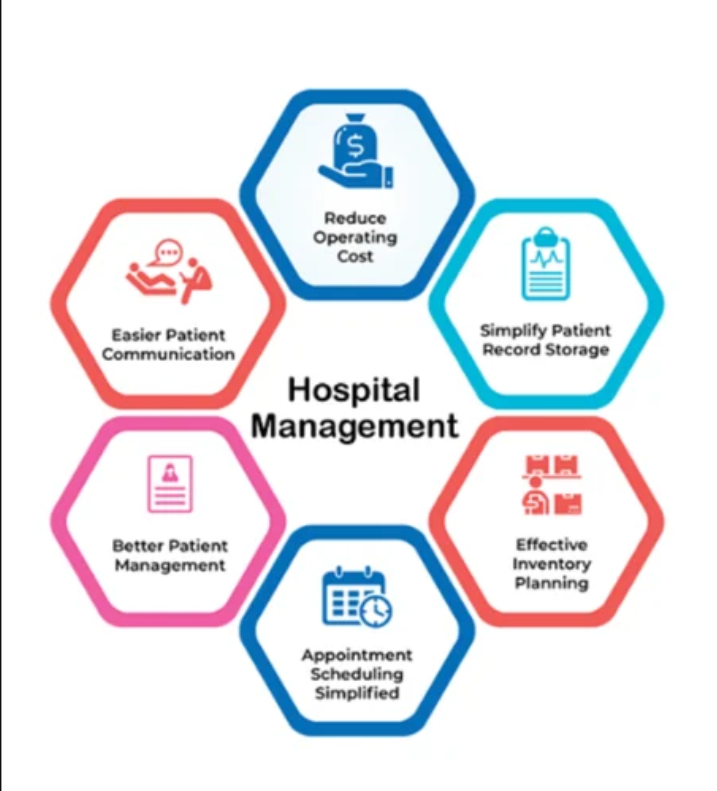 Reduce
Operating
Cost
Simplify Patient
Record Storage
Effective
Inventory
Planning
Appointment
Scheduling
Simplified
Better Patient
Management
Easier Patient
Communication
Hospital
Management